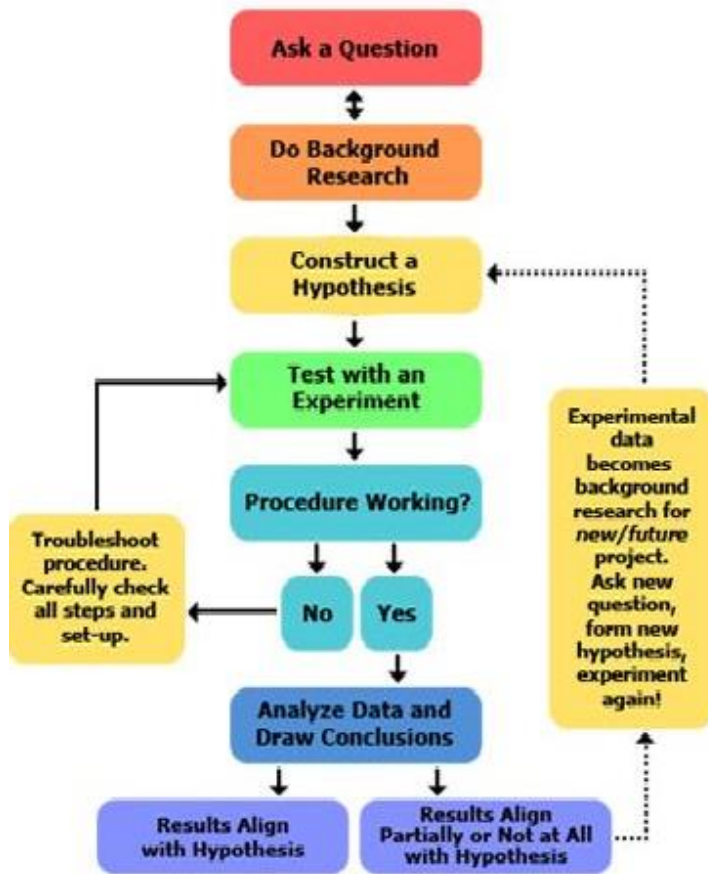 Ask a Question
Do Background
Research
Construct a
Hypothesis
Test with an
Experiment
Procedure Working?
No
Yes
Troubleshoot
procedure.
Carefully check
all steps and
set-up.
Analyze Data and
Draw Conclusions
Results Align
with Hypothesis
Results Align
Partially or Not at All
with Hypothesis
Experimental
data
becomes
background
research for
new/future
project.
Ask new
question,
form new
hypothesis,
experiment
again!